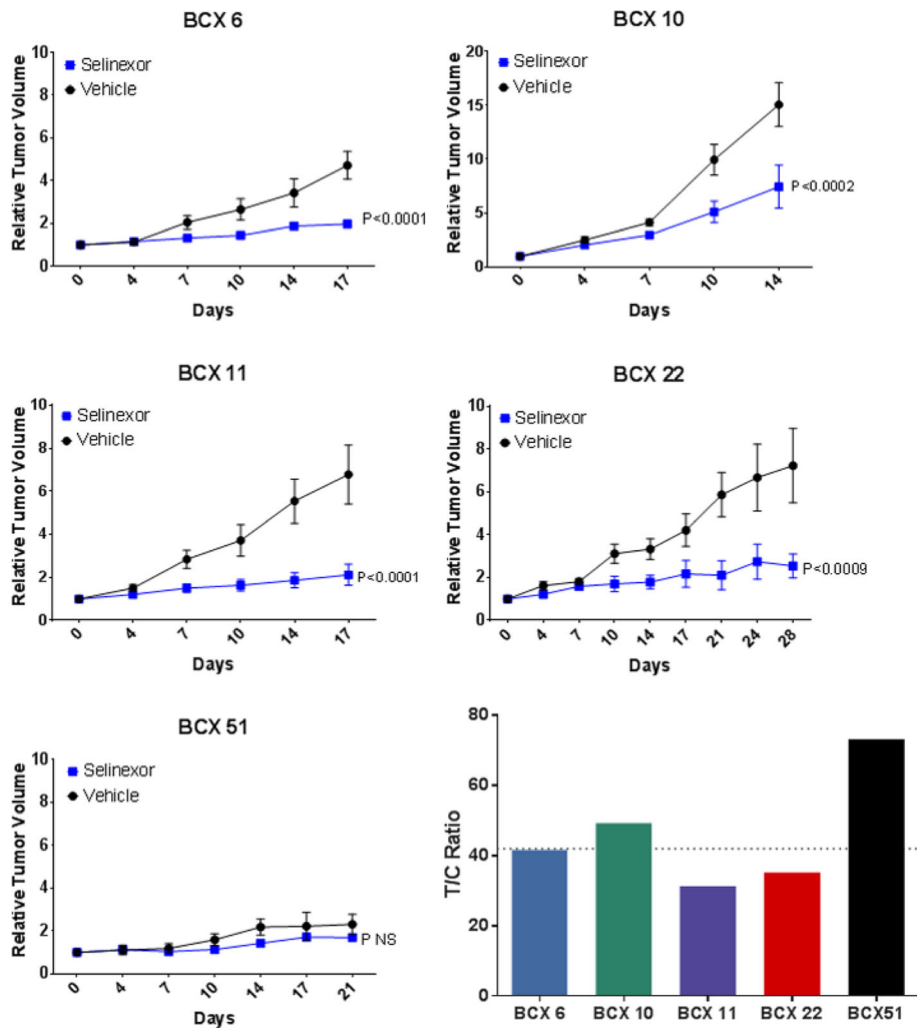 BCX 6
Relative Tumor Volume
10
8
6
4
2
0
Selinexor
Vehicle
P<0.0001
0 4 7 10 14 17
Days
BCX 10
Relative Tumor Volume
20
15
10
5
0
Selinexor
Vehicle
P<0.0002
0 4 7 10 14
Days
BCX 11
Relative Tumor Volume
10
8
6
4
2
0
Selinexor
Vehicle
P<0.0001
0 4 7 10 14 17
Days
BCX 22
Relative Tumor Volume
10
8
6
4
2
0
Selinexor
Vehicle
P<0.0009
0 4 7 10 14 17 21 24 28
Days
BCX 51
Relative Tumor Volume
10
8
6
4
2
0
Selinexor
Vehicle
P NS
0 4 7 10 14 17 21
Days
T/C Ratio
80
60
40
20
0
BCX 6 BCX 10 BCX 11 BCX 22 BCX51